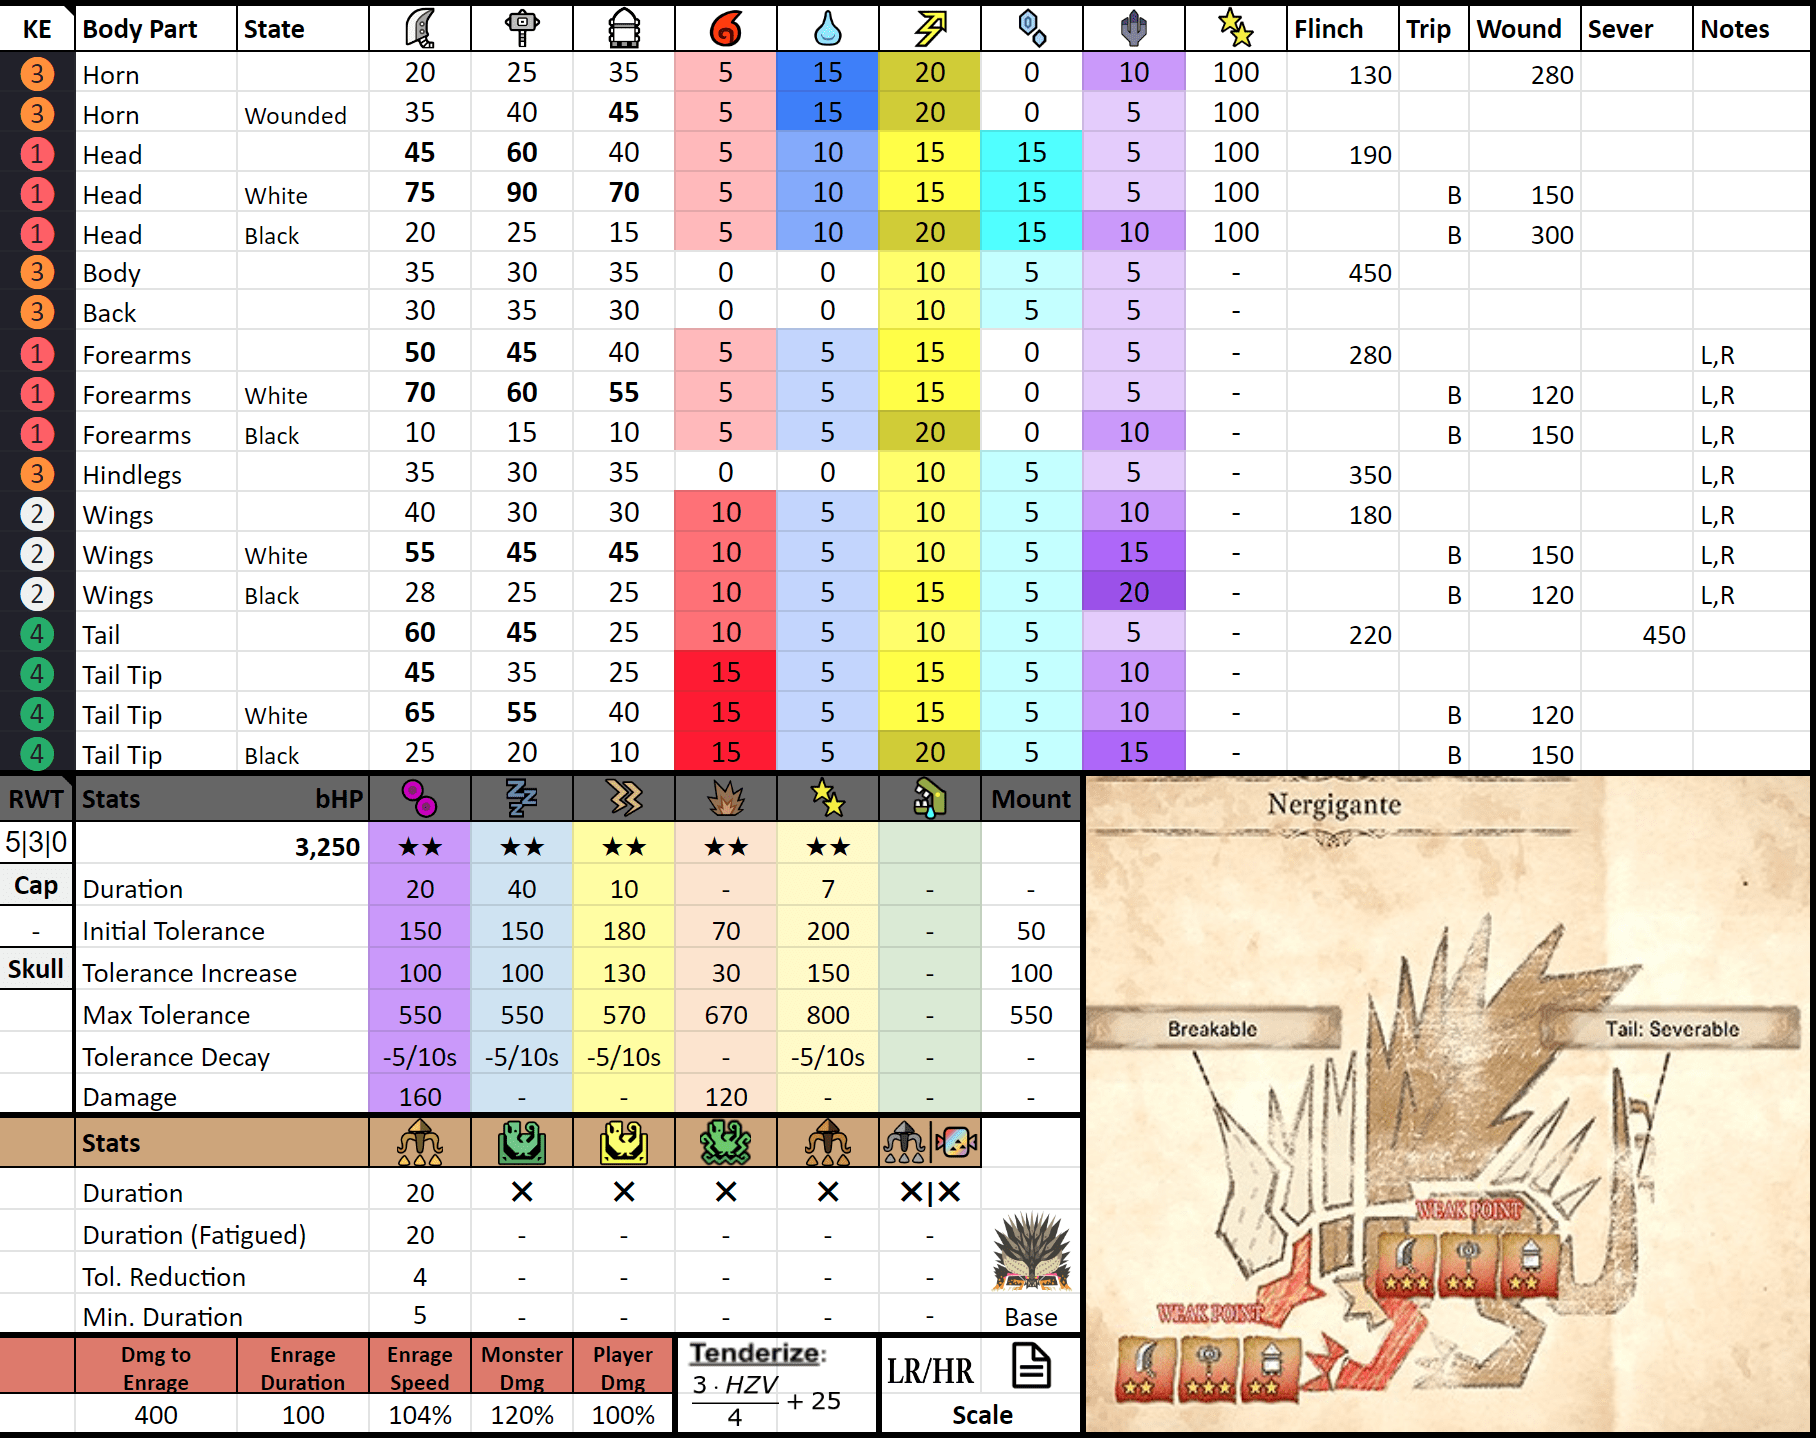 KE Body Part State Flinch Trip Wound Sever Notes
3 Horn 20 25 35 5 15 20 0 10 100 130 280
3 Horn Wounded 35 40 45 5 15 20 0 5 100
1 Head 45 60 40 5 10 15 15 5 100 190
1 Head White 75 90 70 5 10 15 15 5 100 B 150
1 Head Black 20 25 15 5 10 20 15 10 100 B 300
3 Body 35 30 35 0 0 10 5 5 - 450
3 Back 30 35 30 0 0 10 5 5 -
1 Forearms 50 45 40 5 5 15 0 5 - 280 L,R
1 Forearms White 70 60 55 5 5 15 0 5 - B 120 L,R
1 Forearms Black 10 15 10 5 5 20 0 10 - B 150 L,R
3 Hindlegs 35 30 35 0 0 10 5 5 - 350 L,R
2 Wings 40 30 30 10 5 10 5 10 - 180 L,R
2 Wings White 55 45 45 10 5 10 5 15 - B 150 L,R
2 Wings Black 28 25 25 10 5 15 5 20 - B 120 L,R
4 Tail 60 45 25 10 5 10 5 5 - 220 450
4 Tail Tip 45 35 25 15 5 15 5 10 -
4 Tail Tip White 65 55 40 15 5 15 5 10 - B 120
4 Tail Tip Black 25 20 10 15 5 20 5 15 - B 150
RWT Stats bHP Mount
5|3|0 3,250 ★★ ★★ ★★ ★★ ★★
Cap Duration 20 40 10 - 7 - -
- Initial Tolerance 150 150 180 70 200 - 50
Skull Tolerance Increase 100 100 130 30 150 - 100
Max Tolerance 550 550 570 670 800 - 550
Tolerance Decay -5/10s -5/10s -5/10s - -5/10s - -
Damage 160 - - 120 - - -
Stats
Duration 20 ✕ ✕ ✕ ✕ ✕|✕
Duration (Fatigued) 20 - - - - -
Tol. Reduction 4 - - - - -
Min. Duration 5 - - - - - Base
Dmg to Enrage Enrage Duration Enrage Speed Monster Dmg Player Dmg
400 100 104% 120% 100%
Tenderize:
3 · HZV
4
+ 25
LR/HR
Scale
Nergigante
Breakable
Tail: Severable
WEAK POINT
★★★ ★★ ★★
WEAK POINT
★★ ★★★ ★★